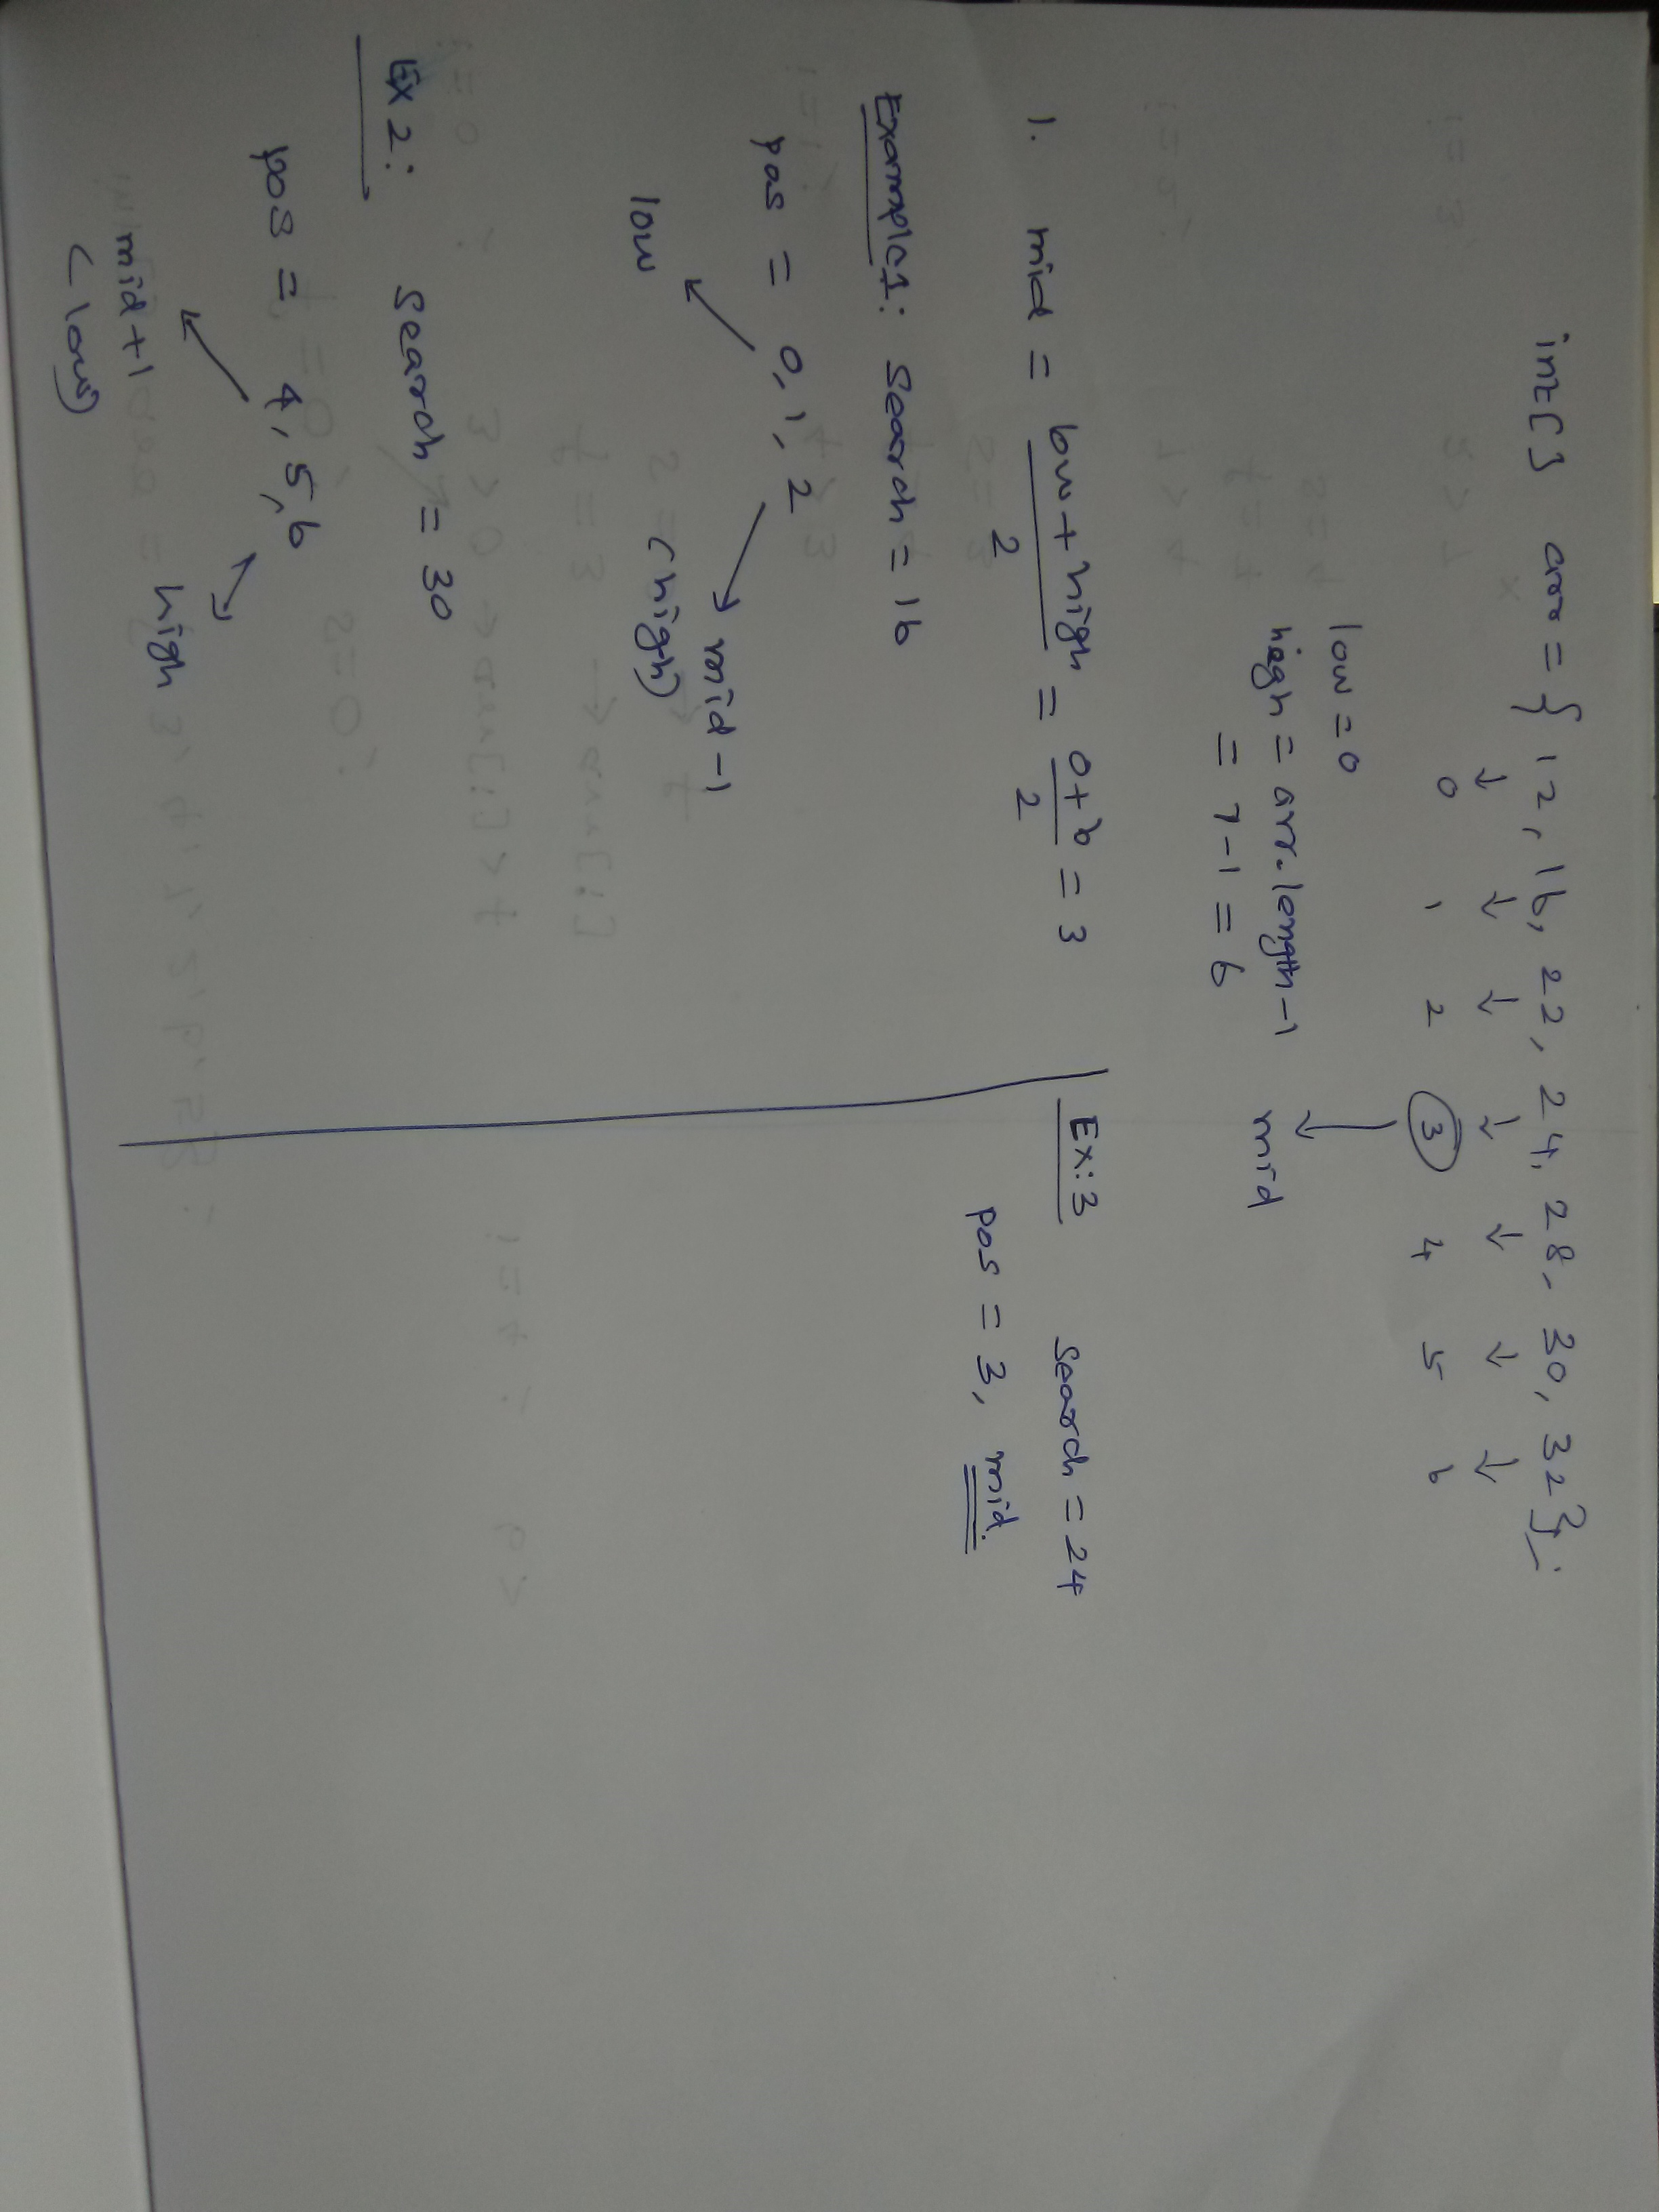 int[] arr = { 12, 16, 22, 24, 28, 30, 32};
↓ ↓ ↓ ↓ ↓ ↓ ↓
0 1 2 3 4 5 6
low = 0
high = arr.length-1
mid
= 7-1 = 6
1. mid = low + high / 2 = 0+6 / 2 = 3
Example1: Search = 16
pos = 0, 1, 2
mid -1
low (high)
EX 2: Search = 30
pos = 4, 5, 6
high
mid +1
(low)
EX: 3 Search = 24
pos = 3, mid.